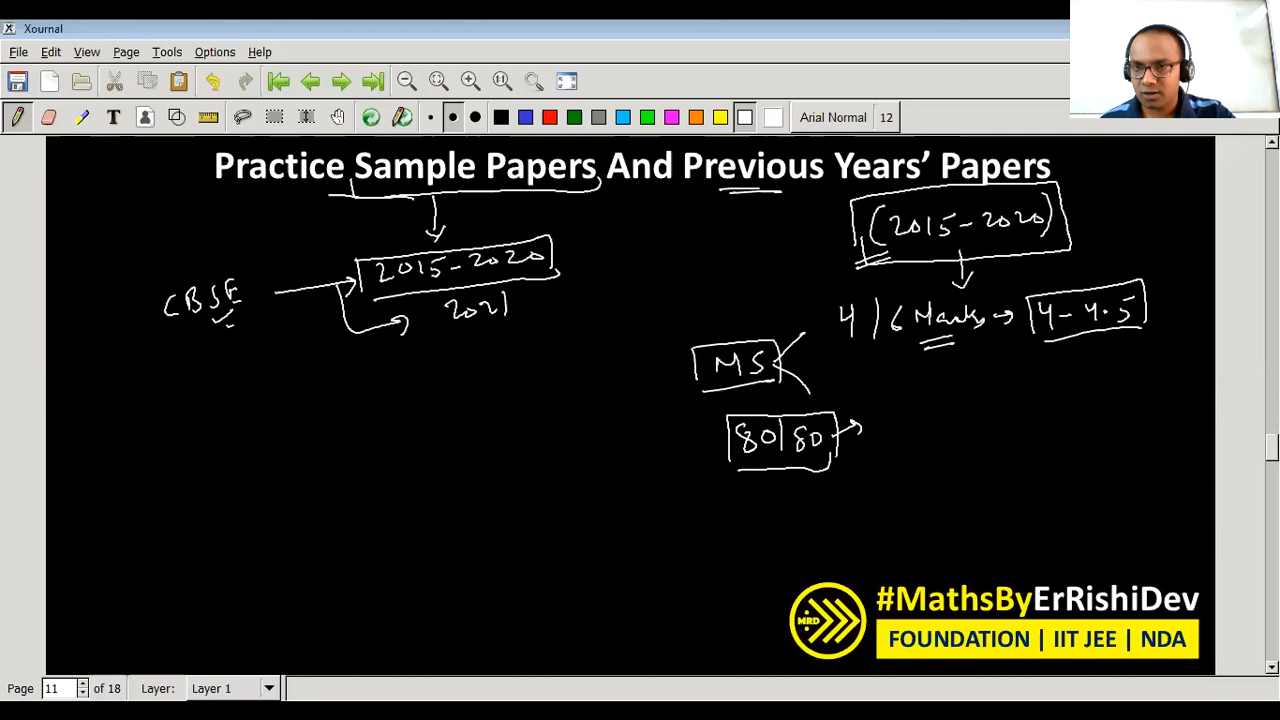 Xournal
File Edit View Page Tools Options Help
Arial Normal 12
Practice Sample Papers And Previous Years' Papers
(2015-2020)
2015-2020
CBSE
2021
4/6 Marks → 4-4.5
MS
80/80
MRD
#MathsByErRishiDev
FOUNDATION | IIT JEE | NDA
Page 11 of 18 Layer: Layer 1